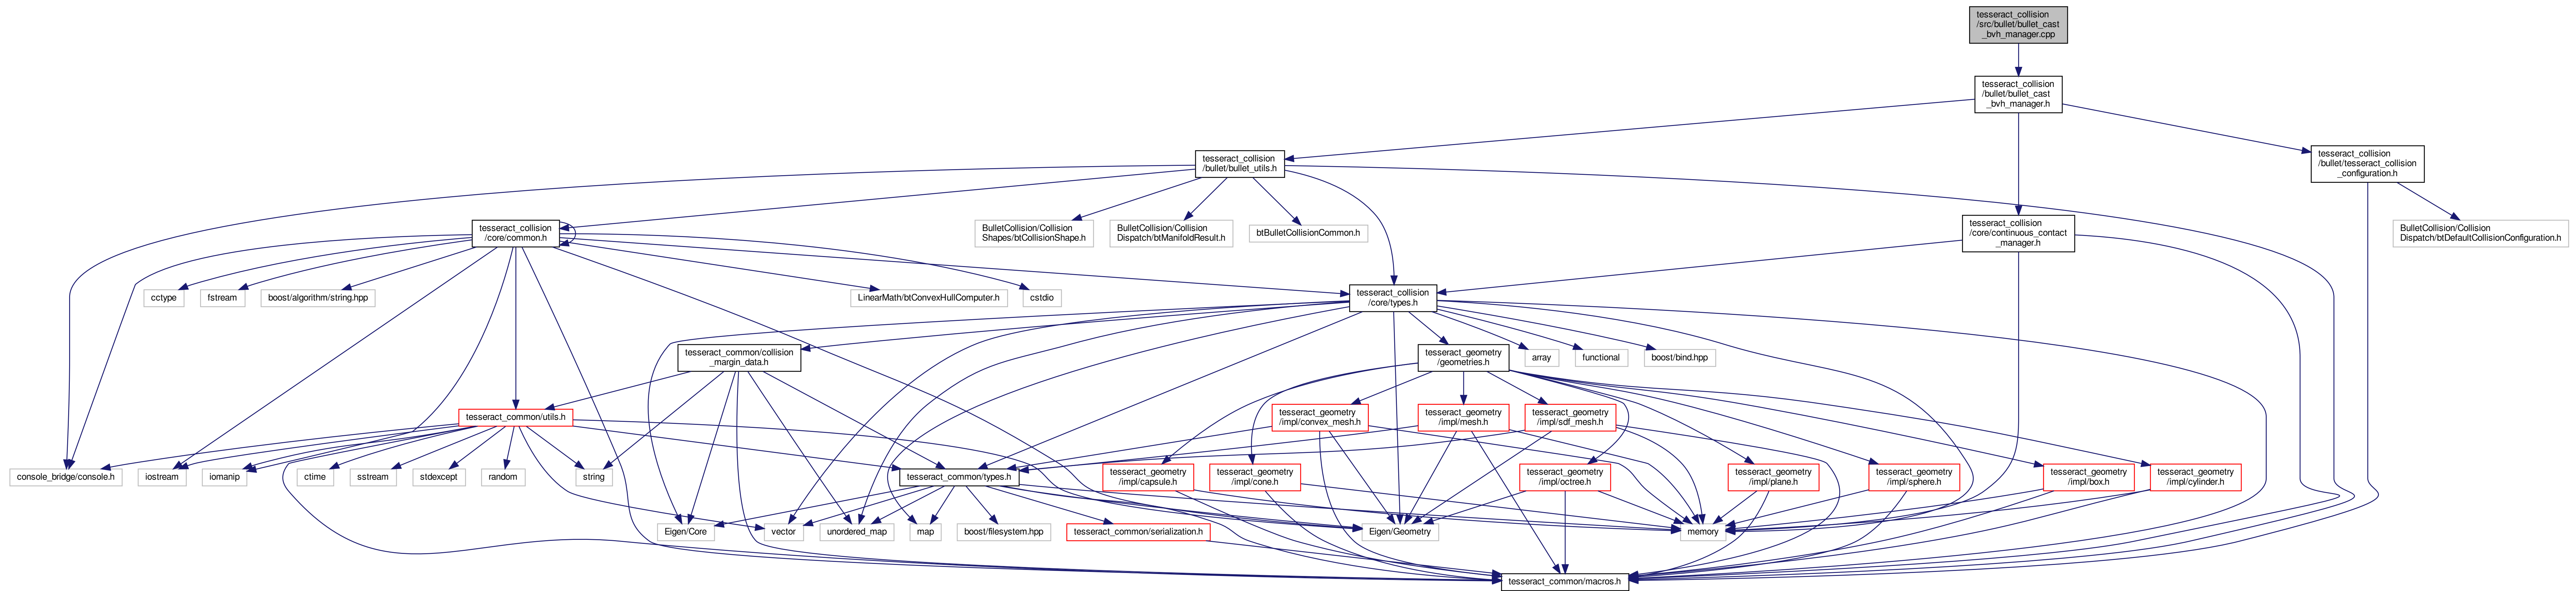 tesseract_collision
/src/bullet/bullet_cast
_bvh_manager.cpp
tesseract_collision
/bullet/bullet_cast
_bvh_manager.h
tesseract_collision
/bullet/bullet_utils.h
tesseract_collision
/bullet/tesseract_collision
_configuration.h
tesseract_collision
/core/common.h
BulletCollision/Collision
Shapes/btCollisionShape.h
BulletCollision/Collision
Dispatch/btManifoldResult.h
btBulletCollisionCommon.h
tesseract_collision
/core/continuous_contact
_manager.h
BulletCollision/Collision
Dispatch/btDefaultCollisionConfiguration.h
cctype
fstream
boost/algorithm/string.hpp
LinearMath/btConvexHullComputer.h
cstdio
tesseract_collision
/core/types.h
tesseract_common/collision
_margin_data.h
tesseract_geometry
/geometries.h
array
functional
boost/bind.hpp
tesseract_common/utils.h
tesseract_geometry
/impl/convex_mesh.h
tesseract_geometry
/impl/mesh.h
tesseract_geometry
/impl/sdf_mesh.h
console_bridge/console.h
iostream
iomanip
ctime
sstream
stdexcept
random
string
tesseract_common/types.h
tesseract_geometry
/impl/capsule.h
tesseract_geometry
/impl/cone.h
tesseract_geometry
/impl/octree.h
tesseract_geometry
/impl/plane.h
tesseract_geometry
/impl/sphere.h
tesseract_geometry
/impl/box.h
tesseract_geometry
/impl/cylinder.h
Eigen/Core
vector
unordered_map
map
boost/filesystem.hpp
tesseract_common/serialization.h
Eigen/Geometry
memory
tesseract_common/macros.h